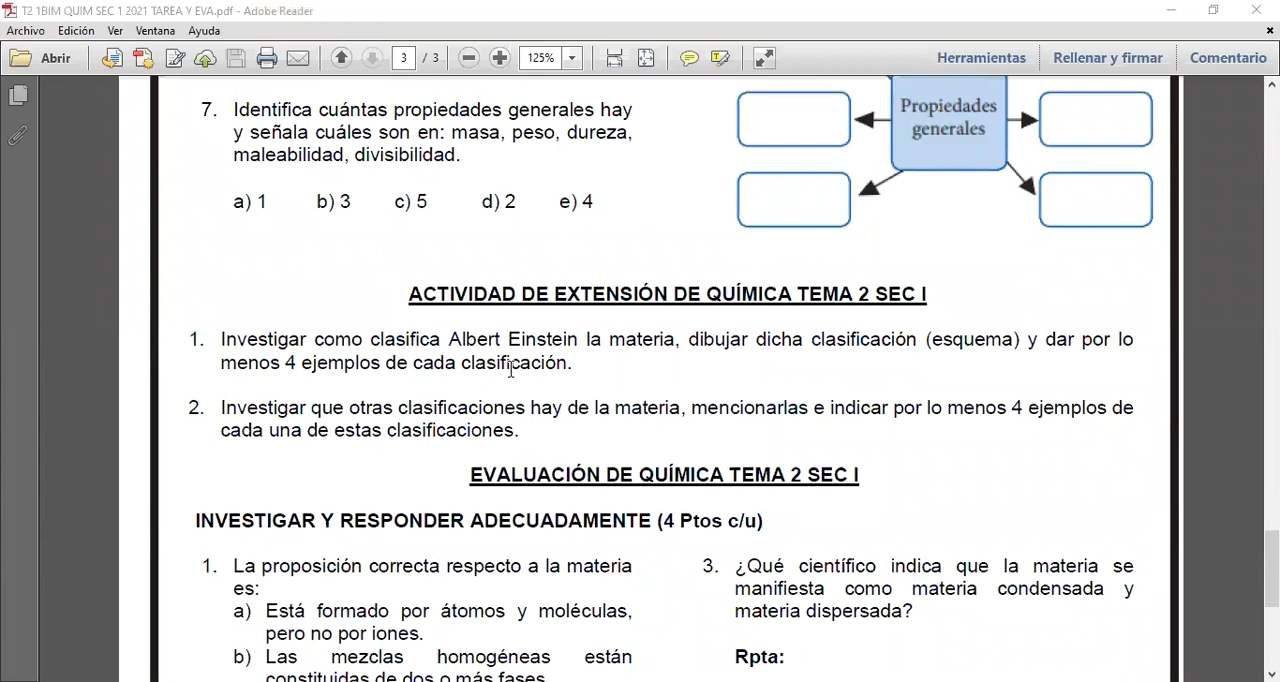 T2 1BIM QUIM SEC 1 2021 TAREA Y EVA.pdf - Adobe Reader
Archivo Edición Ver Ventana Ayuda
Abrir 3 / 3 125% Herramientas Rellenar y firmar Comentario
7. Identifica cuántas propiedades generales hay
y señala cuáles son en: masa, peso, dureza,
maleabilidad, divisibilidad.
a) 1 b) 3 c) 5 d) 2 e) 4
Propiedades
generales
ACTIVIDAD DE EXTENSIÓN DE QUÍMICA TEMA 2 SEC I
1. Investigar como clasifica Albert Einstein la materia, dibujar dicha clasificación (esquema) y dar por lo
menos 4 ejemplos de cada clasificación.
2. Investigar que otras clasificaciones hay de la materia, mencionarlas e indicar por lo menos 4 ejemplos de
cada una de estas clasificaciones.
EVALUACIÓN DE QUÍMICA TEMA 2 SEC I
INVESTIGAR Y RESPONDER ADECUADAMENTE (4 Ptos c/u)
1. La proposición correcta respecto a la materia
es:
a) Está formado por átomos y moléculas,
pero no por iones.
b) Las mezclas homogéneas están
constituidas de dos o más fases
3. ¿Qué científico indica que la materia se
manifiesta como materia condensada y
materia dispersada?
Rpta: